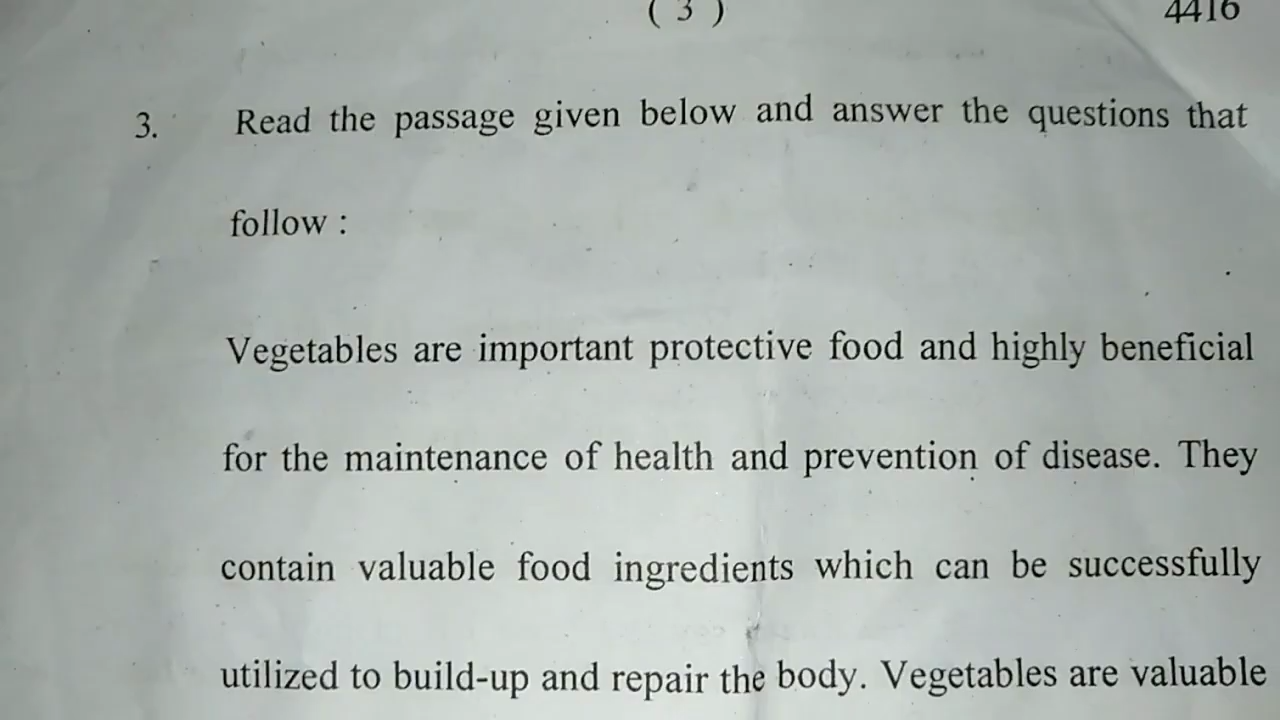 ( 3 )
4416
3. Read the passage given below and answer the questions that
follow :
Vegetables are important protective food and highly beneficial
for the maintenance of health and prevention of disease. They
contain valuable food ingredients which can be successfully
utilized to build-up and repair the body. Vegetables are valuable